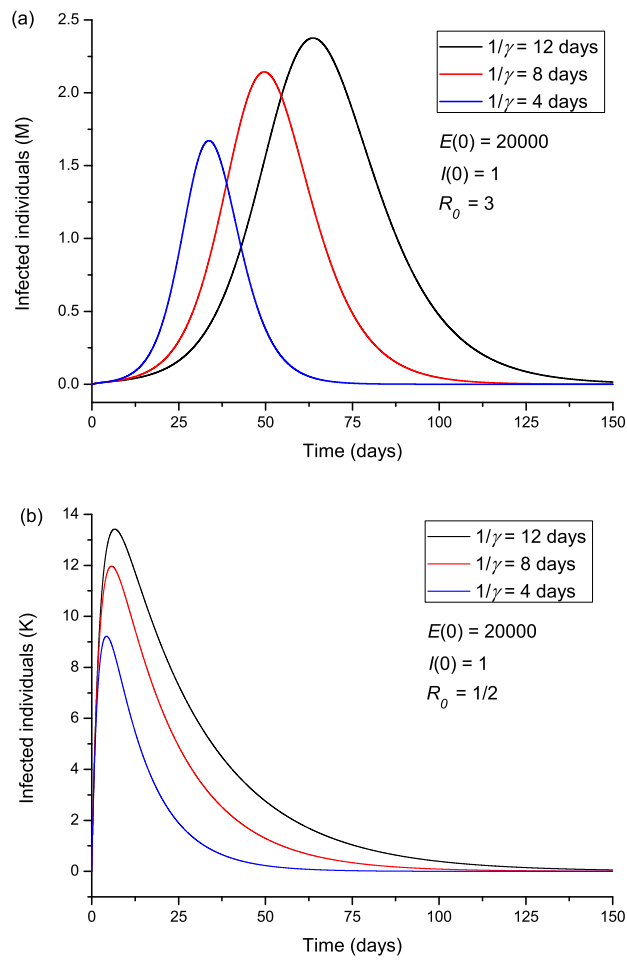 (a)
2.5
2.0
1.5
1.0
0.5
0.0
Infected individuals (M)
1/γ = 12 days
1/γ = 8 days
1/γ = 4 days
E(0) = 20000
I(0) = 1
R₀ = 3
0 25 50 75 100 125 150
Time (days)
(b)
14
12
10
8
6
4
2
0
Infected individuals (K)
1/γ = 12 days
1/γ = 8 days
1/γ = 4 days
E(0) = 20000
I(0) = 1
R₀ = 1/2
0 25 50 75 100 125 150
Time (days)